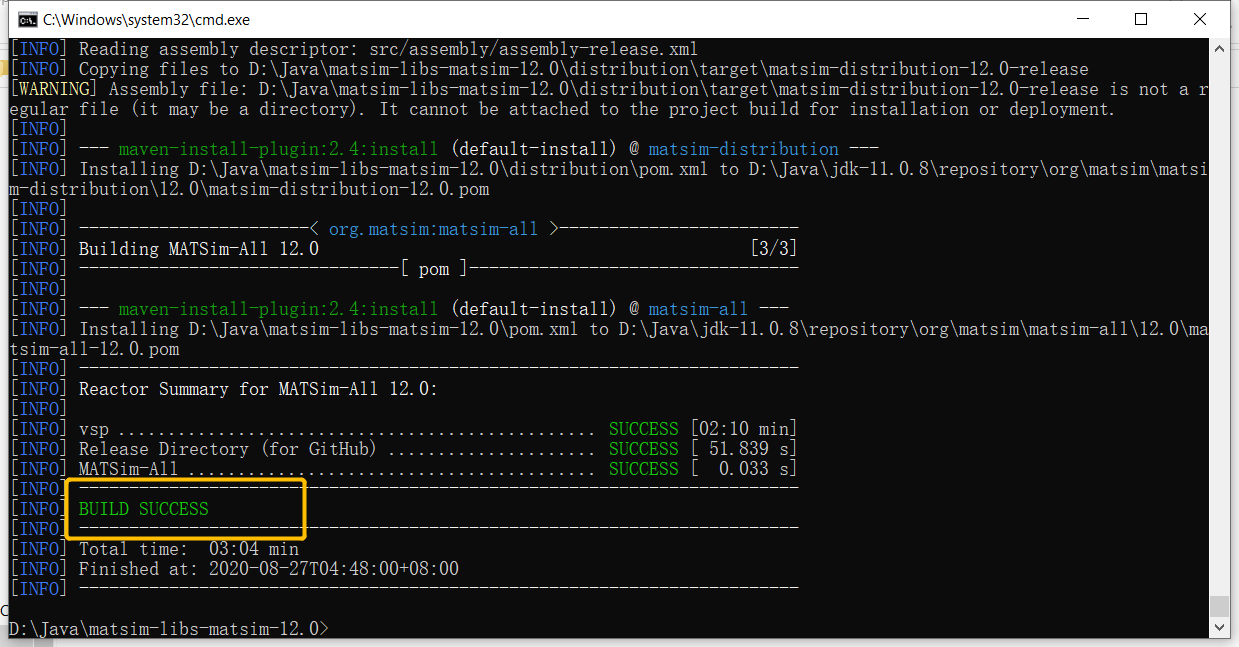 C:\Windows\system32\cmd.exe
[INFO] Reading assembly descriptor: src/assembly/assembly-release.xml
[INFO] Copying files to D:\Java\matsim-libs-matsim-12.0\distribution\target\matsim-distribution-12.0-release
[WARNING] Assembly file: D:\Java\matsim-libs-matsim-12.0\distribution\target\matsim-distribution-12.0-release is not a r
egular file (it may be a directory). It cannot be attached to the project build for installation or deployment.
[INFO]
[INFO] --- maven-install-plugin:2.4:install (default-install) @ matsim-distribution ---
[INFO] Installing D:\Java\matsim-libs-matsim-12.0\distribution\pom.xml to D:\Java\jdk-11.0.8\repository\org\matsim\matsi
m-distribution\12.0\matsim-distribution-12.0.pom
[INFO]
[INFO] -----------------------< org.matsim:matsim-all >------------------------
[INFO] Building MATSim-All 12.0                                           [3/3]
[INFO] --------------------------------[ pom ]---------------------------------
[INFO]
[INFO] --- maven-install-plugin:2.4:install (default-install) @ matsim-all ---
[INFO] Installing D:\Java\matsim-libs-matsim-12.0\pom.xml to D:\Java\jdk-11.0.8\repository\org\matsim\matsim-all\12.0\ma
tsim-all-12.0.pom
[INFO] ------------------------------------------------------------------------
[INFO] Reactor Summary for MATSim-All 12.0:
[INFO]
[INFO] vsp ................................................ SUCCESS [02:10 min]
[INFO] Release Directory (for GitHub) ..................... SUCCESS [ 51.839 s]
[INFO] MATSim-All ......................................... SUCCESS [  0.033 s]
[INFO] ------------------------------------------------------------------------
[INFO] BUILD SUCCESS
[INFO] ------------------------------------------------------------------------
[INFO] Total time:  03:04 min
[INFO] Finished at: 2020-08-27T04:48:00+08:00
[INFO] ------------------------------------------------------------------------
D:\Java\matsim-libs-matsim-12.0>